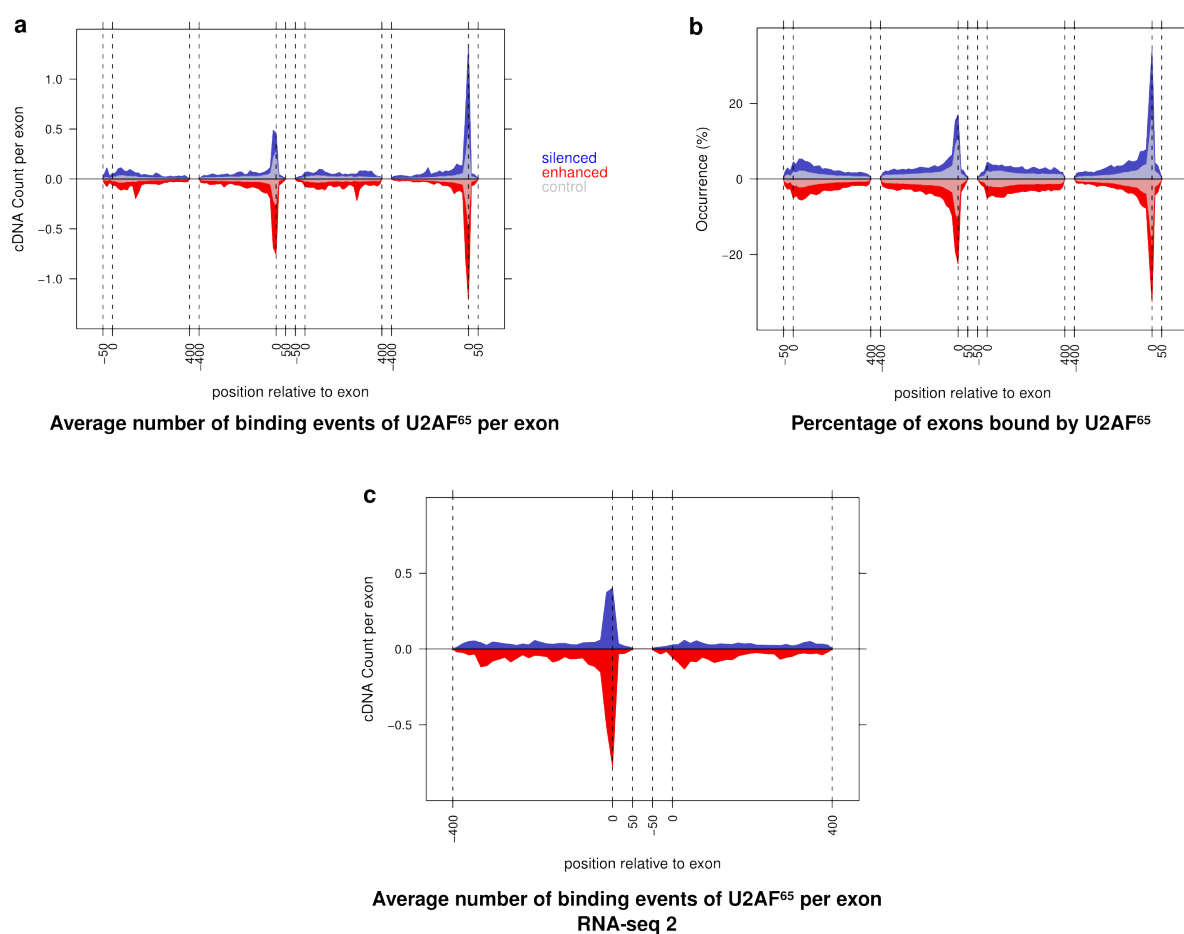 a
1.0
0.5
0.0
−0.5
−1.0
cDNA Count per exon
−50
0
400
−400
0
50
−50
0
400
−400
0
50
position relative to exon
Average number of binding events of U2AF⁶⁵ per exon
silenced
enhanced
control
b
20
0
−20
Occurrence (%)
−50
0
400
−400
0
50
−50
0
400
−400
0
50
position relative to exon
Percentage of exons bound by U2AF⁶⁵
c
0.5
0.0
−0.5
cDNA Count per exon
−400
0
50
−50
0
400
position relative to exon
Average number of binding events of U2AF⁶⁵ per exon
RNA-seq 2